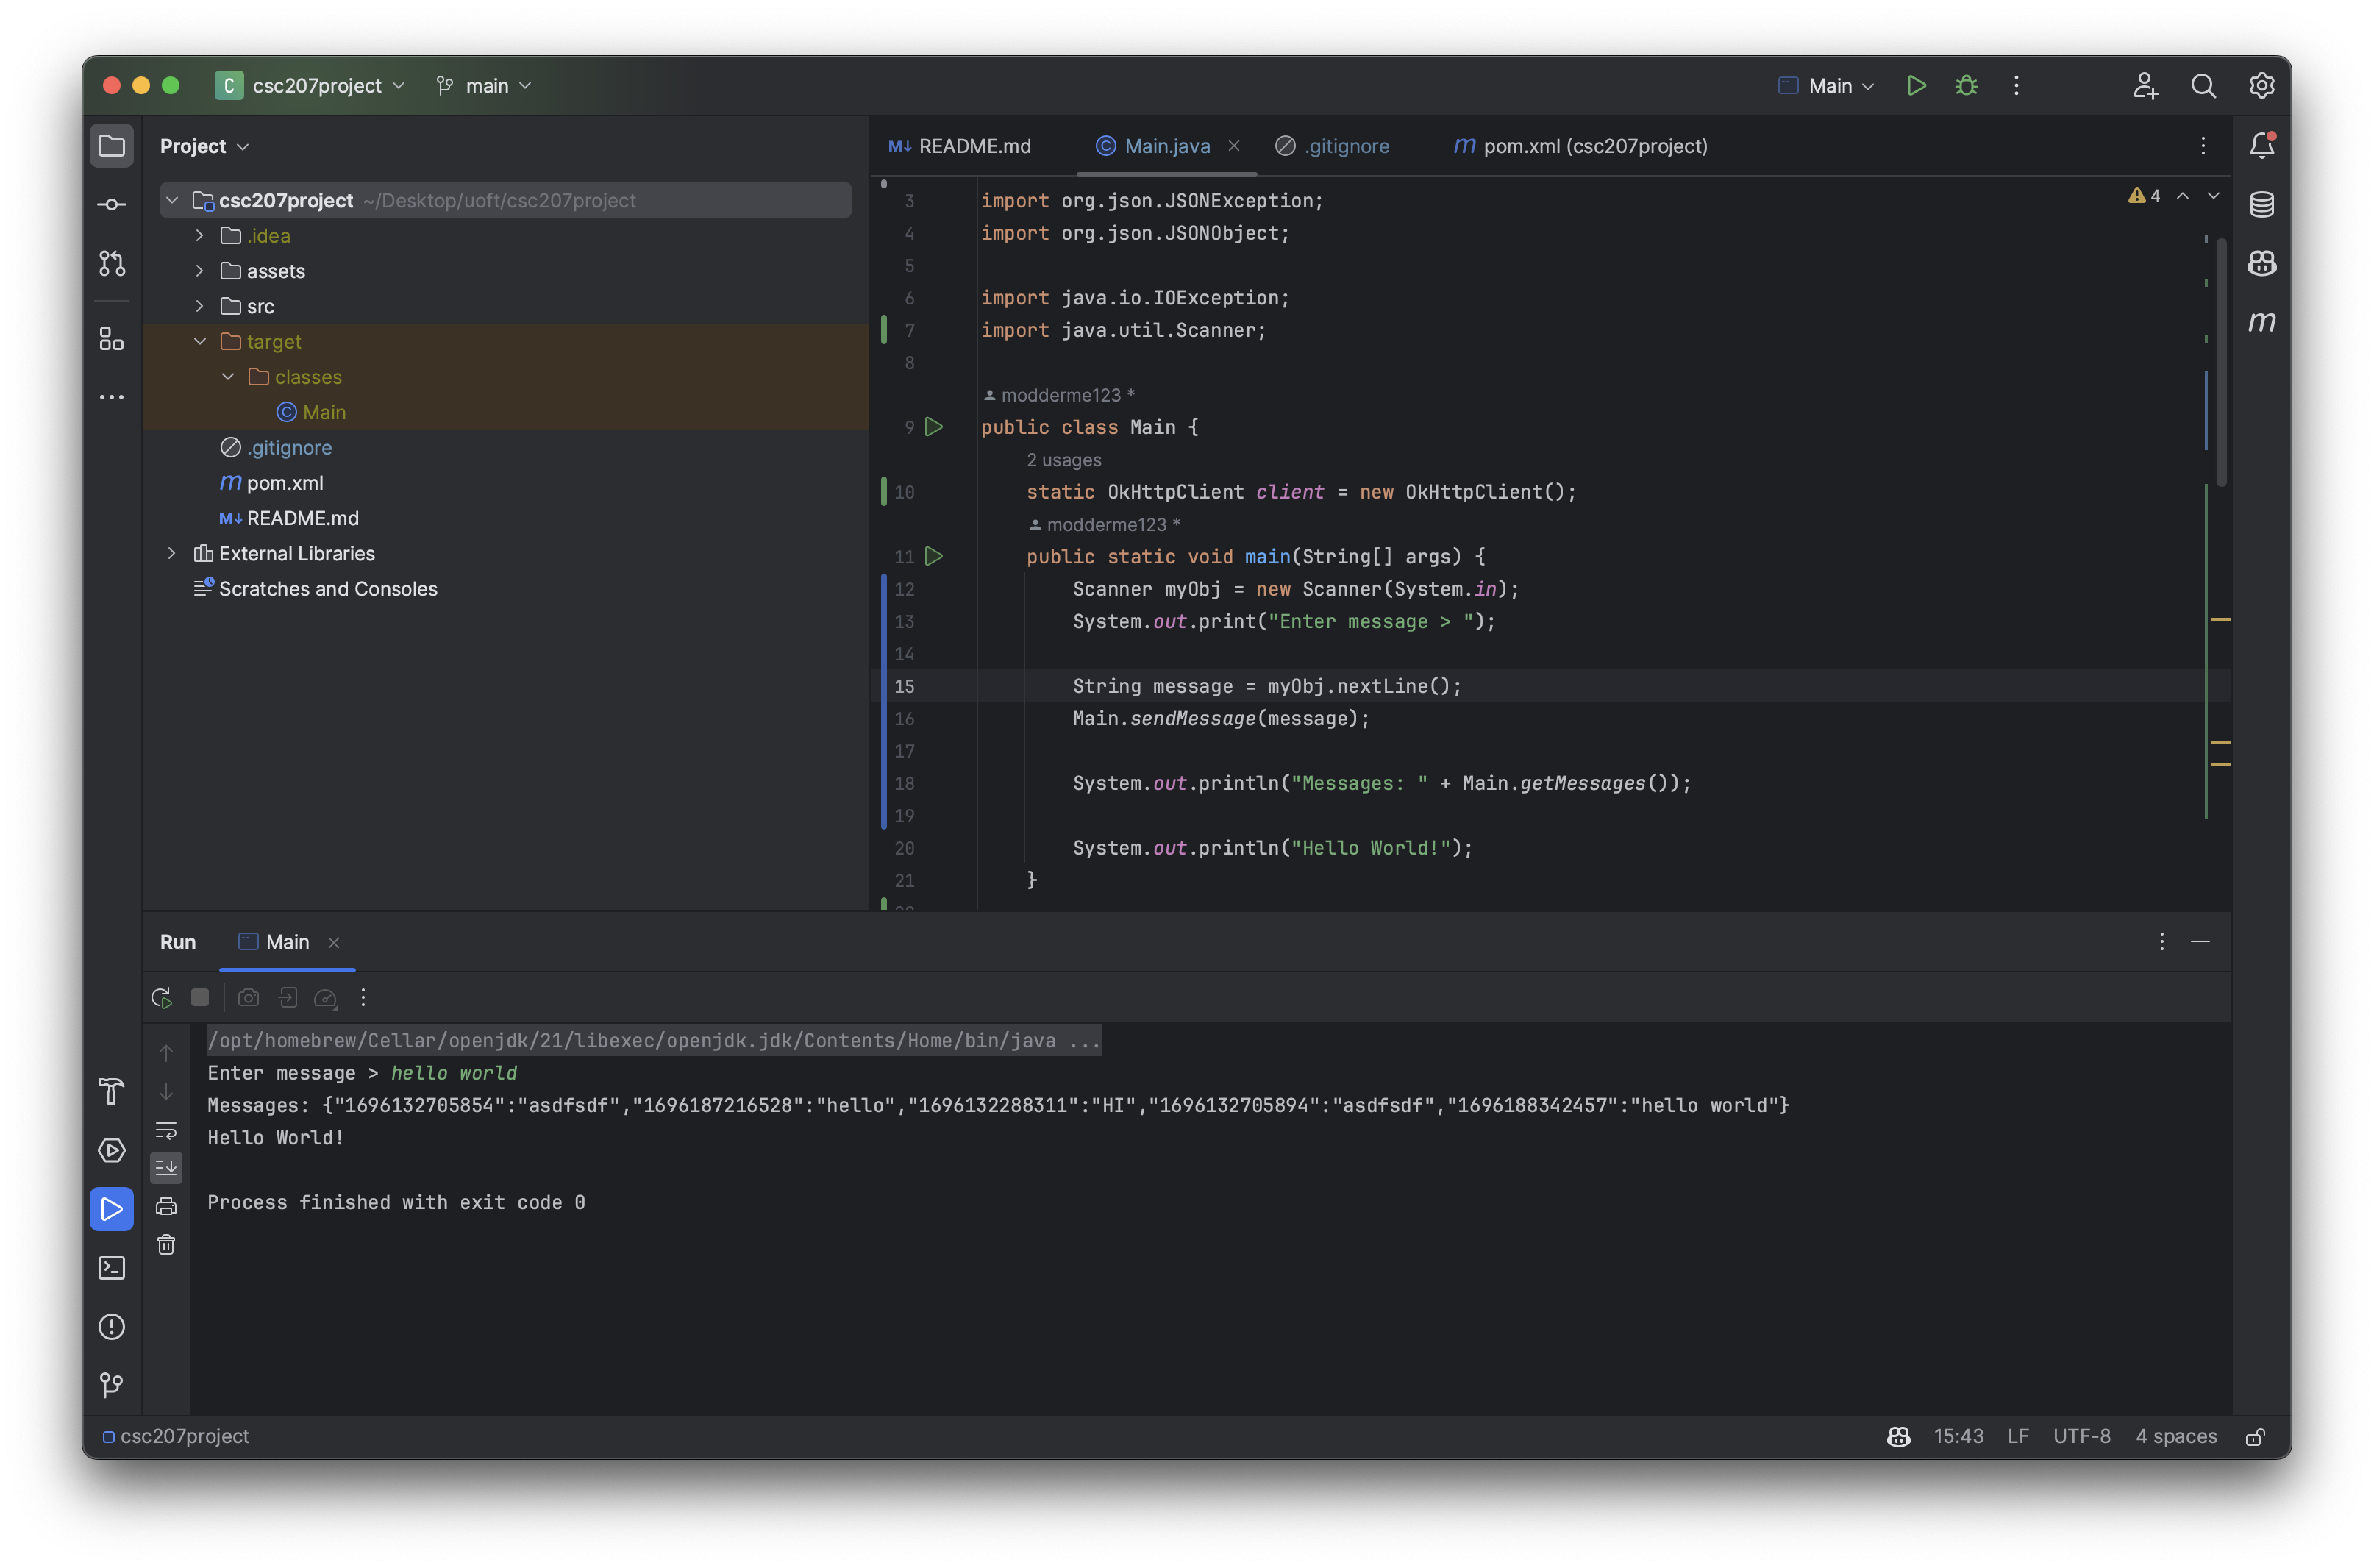 C csc207project main Main
Project
csc207project ~/Desktop/uoft/csc207project
.idea
assets
src
target
classes
C Main
.gitignore
m pom.xml
M↓ README.md
External Libraries
Scratches and Consoles
M↓ README.md C Main.java .gitignore m pom.xml (csc207project)
4
3 import org.json.JSONException;
4 import org.json.JSONObject;
5
6 import java.io.IOException;
7 import java.util.Scanner;
8
modderme123 *
9 public class Main {
2 usages
10 static OkHttpClient client = new OkHttpClient();
modderme123 *
11 public static void main(String[] args) {
12 Scanner myObj = new Scanner(System.in);
13 System.out.print("Enter message > ");
14
15 String message = myObj.nextLine();
16 Main.sendMessage(message);
17
18 System.out.println("Messages: " + Main.getMessages());
19
20 System.out.println("Hello World!");
21 }
m
Run Main
/opt/homebrew/Cellar/openjdk/21/libexec/openjdk.jdk/Contents/Home/bin/java ...
Enter message > hello world
Messages: {"1696132705854":"asdfsdf","1696187216528":"hello","1696132288311":"HI","1696132705894":"asdfsdf","1696188342457":"hello world"}
Hello World!
Process finished with exit code 0
csc207project 15:43 LF UTF-8 4 spaces